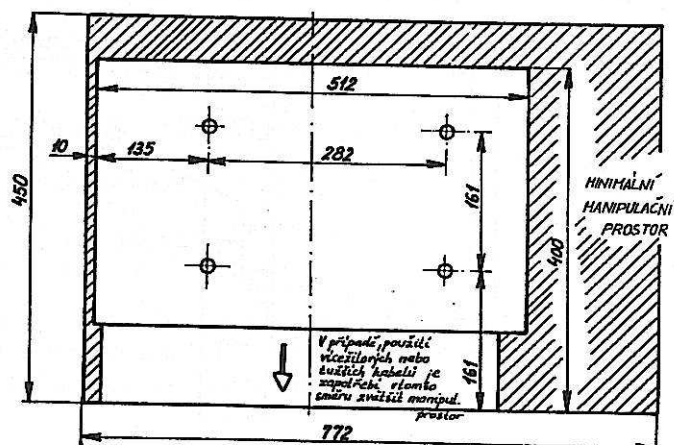 512
10
135
282
161
450
400
MINIMÁLNÍ
MANIPULAČNÍ
PROSTOR
V případě, použití
vícežilových nebo
tužších kabelů je
zapotřebí vtomto
směru zvětšit manipul.
prostor
161
772